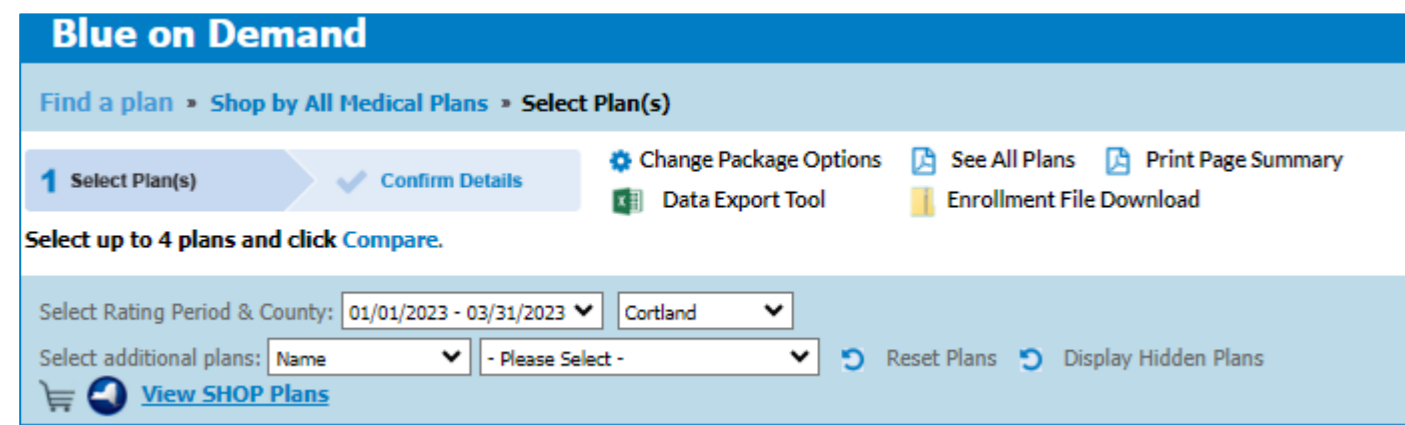 Blue on Demand
Find a plan » Shop by All Medical Plans » Select Plan(s)
1 Select Plan(s) Confirm Details
Change Package Options See All Plans Print Page Summary
Data Export Tool Enrollment File Download
Select up to 4 plans and click Compare.
Select Rating Period & County: 01/01/2023 - 03/31/2023 Cortland
Select additional plans: Name - Please Select - Reset Plans Display Hidden Plans
View SHOP Plans